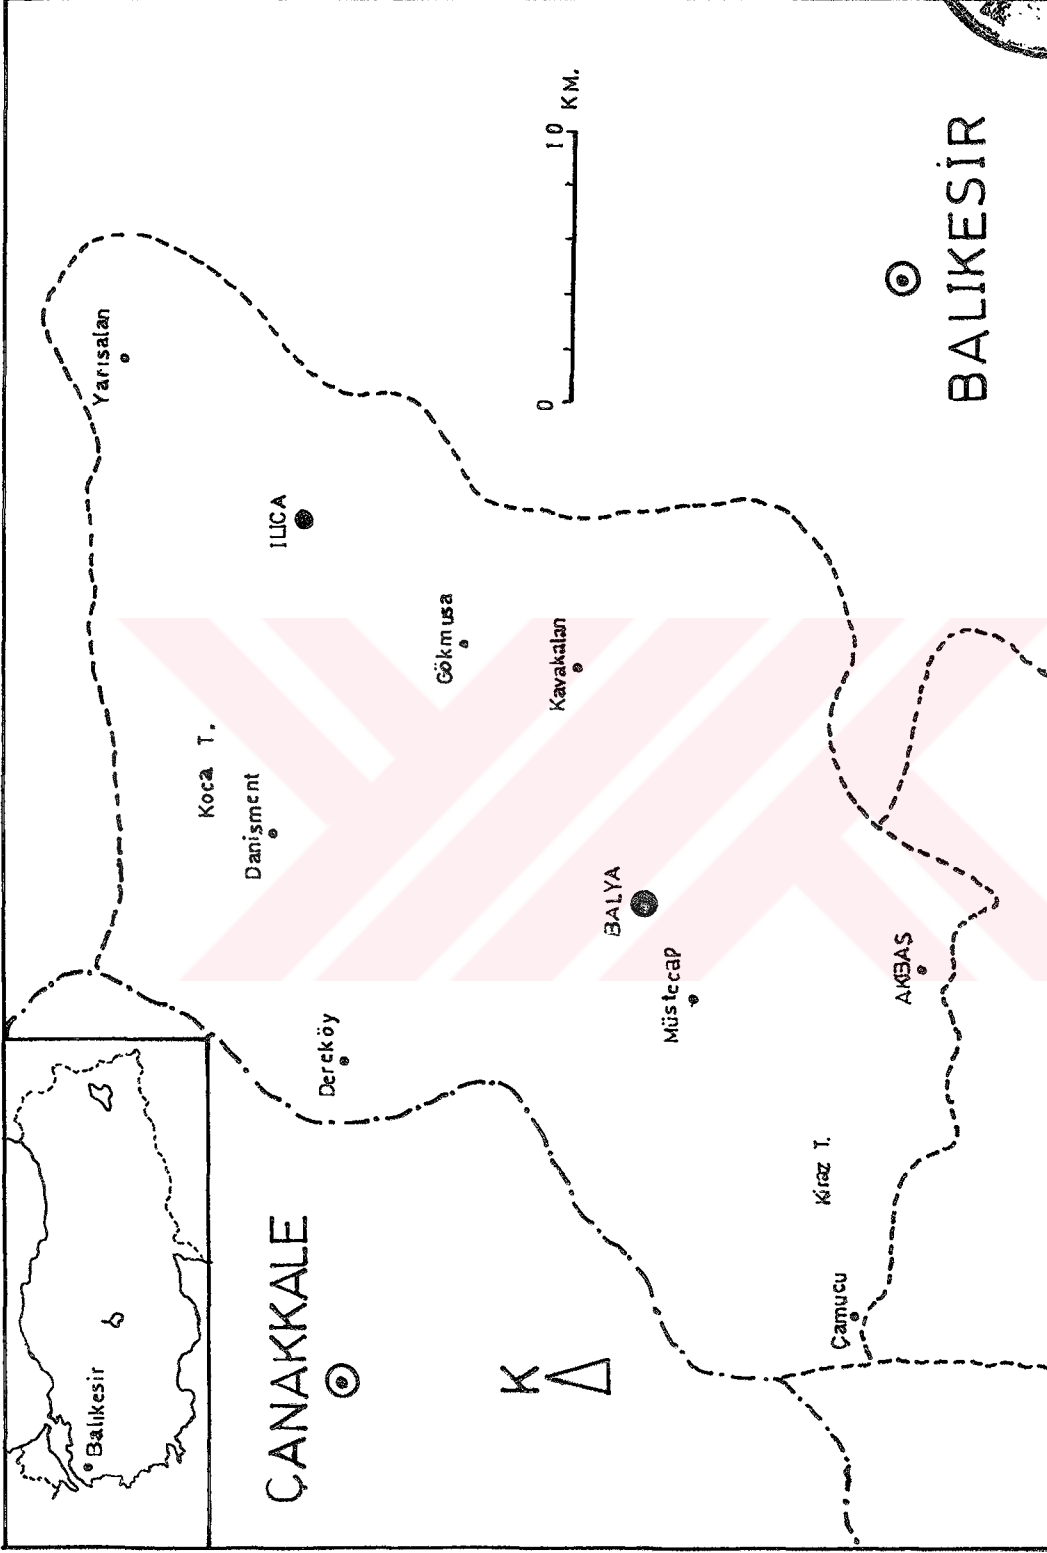 Balıkesir
ÇANAKKALE
K
Yarısalan
ILICA
Koca T.
Danişment
Gökmusa
Kavakalan
Dereköy
BALYA
Müstecap
AKBAŞ
Kiraz T.
Çamucu
0 10 KM.
BALIKESİR